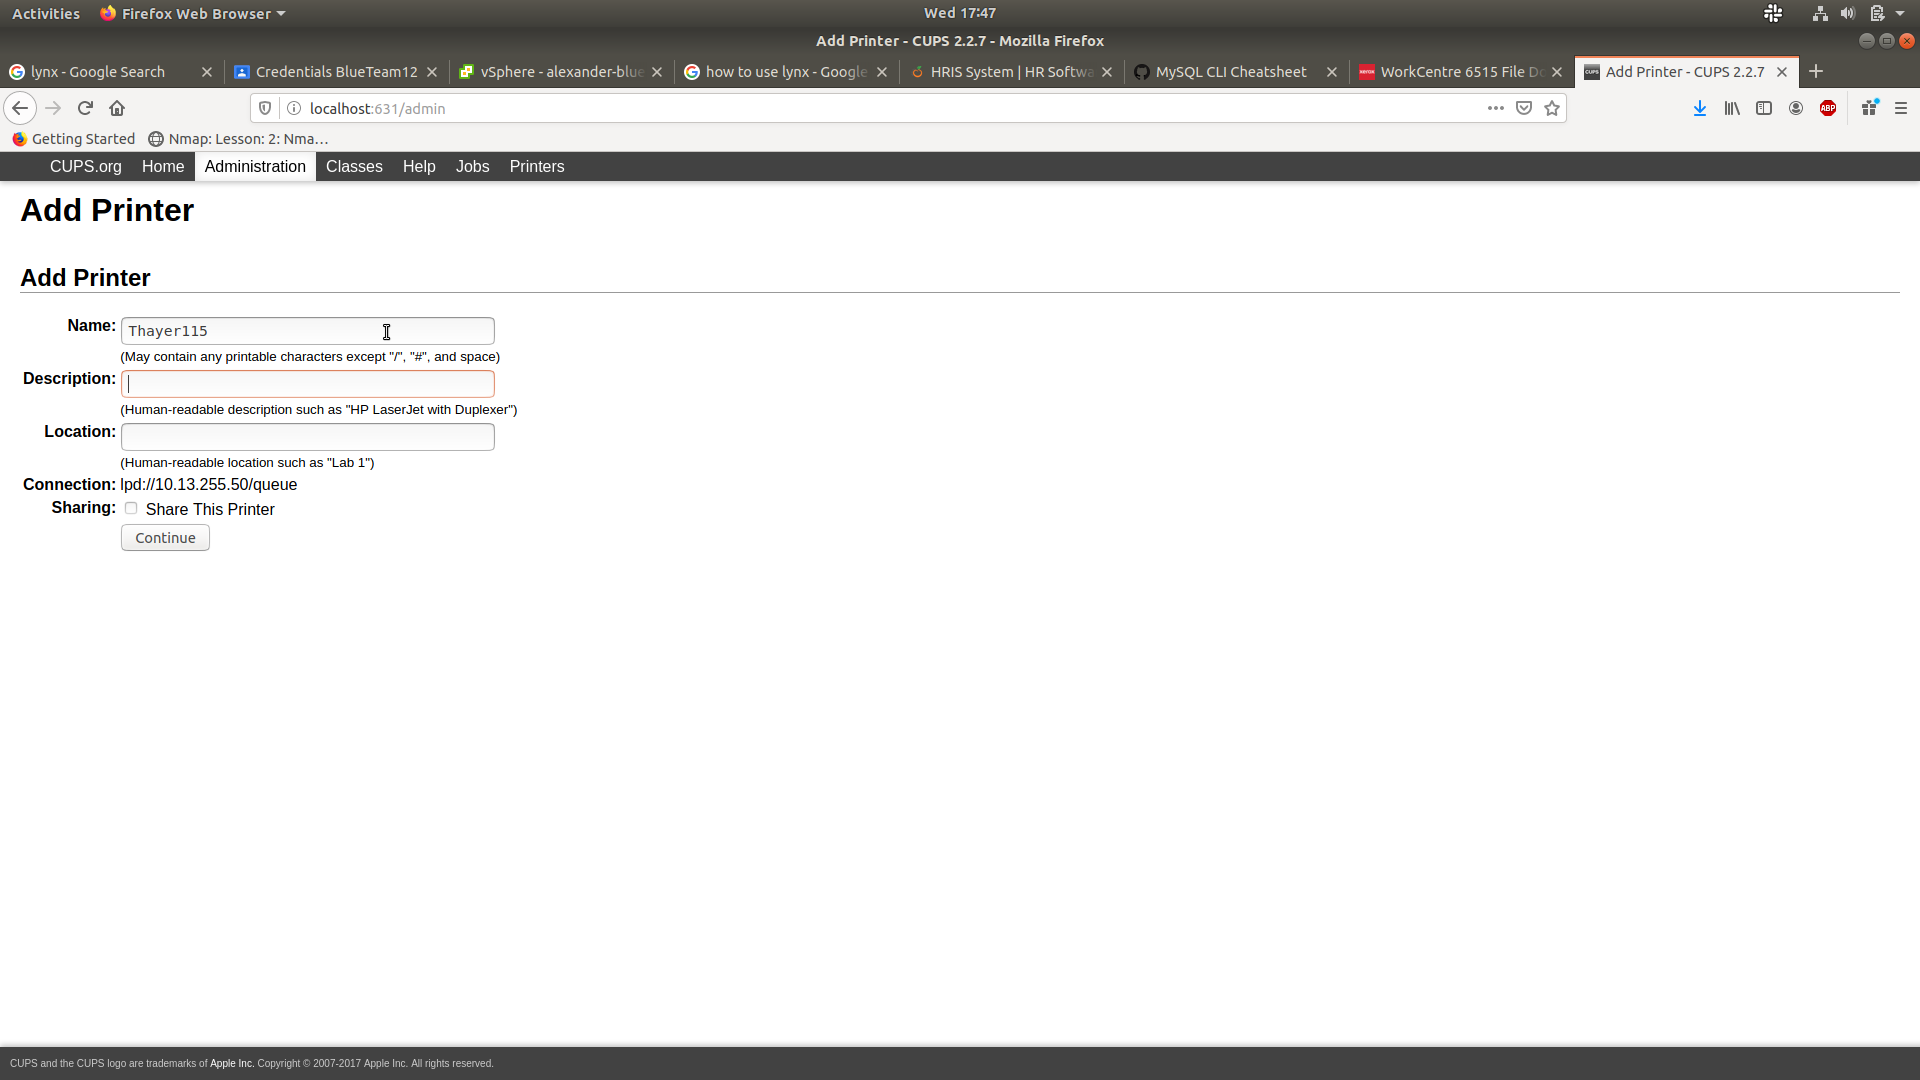 Activities Firefox Web Browser Wed 17:47
Add Printer - CUPS 2.2.7 - Mozilla Firefox
lynx - Google Search Credentials BlueTeam12 vSphere - alexander-blue how to use lynx - Google HRIS System | HR Softwa MySQL CLI Cheatsheet WorkCentre 6515 File Do Add Printer - CUPS 2.2.7
localhost:631/admin ABP
Getting Started Nmap: Lesson: 2: Nma…
CUPS.org Home Administration Classes Help Jobs Printers
Add Printer
Add Printer
Name: Thayer115
(May contain any printable characters except "/", "#", and space)
Description:
(Human-readable description such as "HP LaserJet with Duplexer")
Location:
(Human-readable location such as "Lab 1")
Connection: lpd://10.13.255.50/queue
Sharing: Share This Printer
Continue
CUPS and the CUPS logo are trademarks of Apple Inc. Copyright © 2007-2017 Apple Inc. All rights reserved.